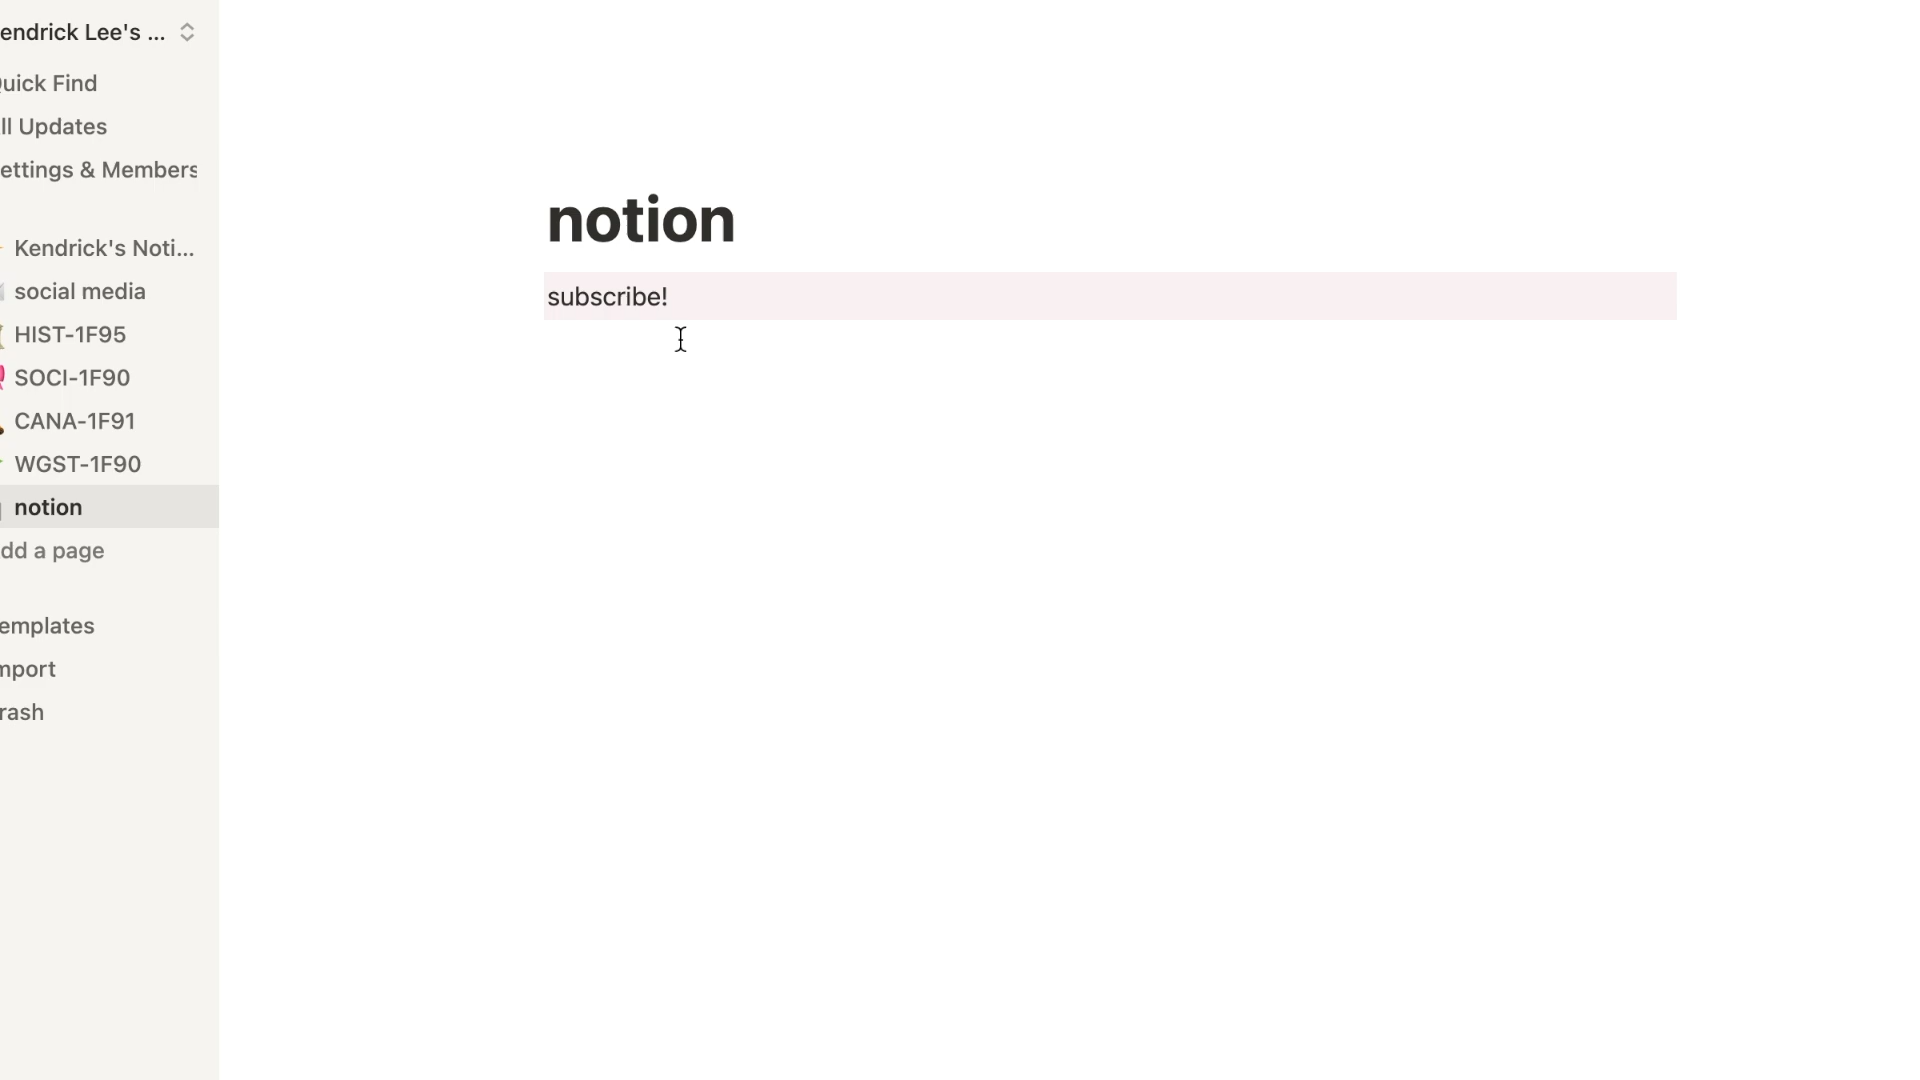 endrick Lee's ...
uick Find
ll Updates
ettings & Members
Kendrick's Noti...
social media
HIST-1F95
SOCI-1F90
CANA-1F91
WGST-1F90
notion
dd a page
emplates
mport
rash
notion
subscribe!